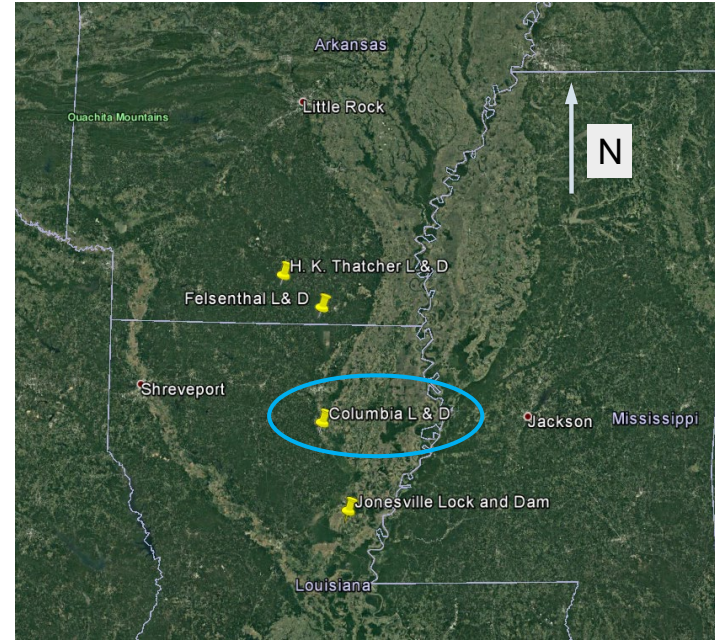 Arkansas
Little Rock
Ouachita Mountains
N
H. K. Thatcher L & D
Felsenthal L& D
Shreveport
Columbia L & D
Jackson
Mississippi
Jonesville Lock and Dam
Louisiana